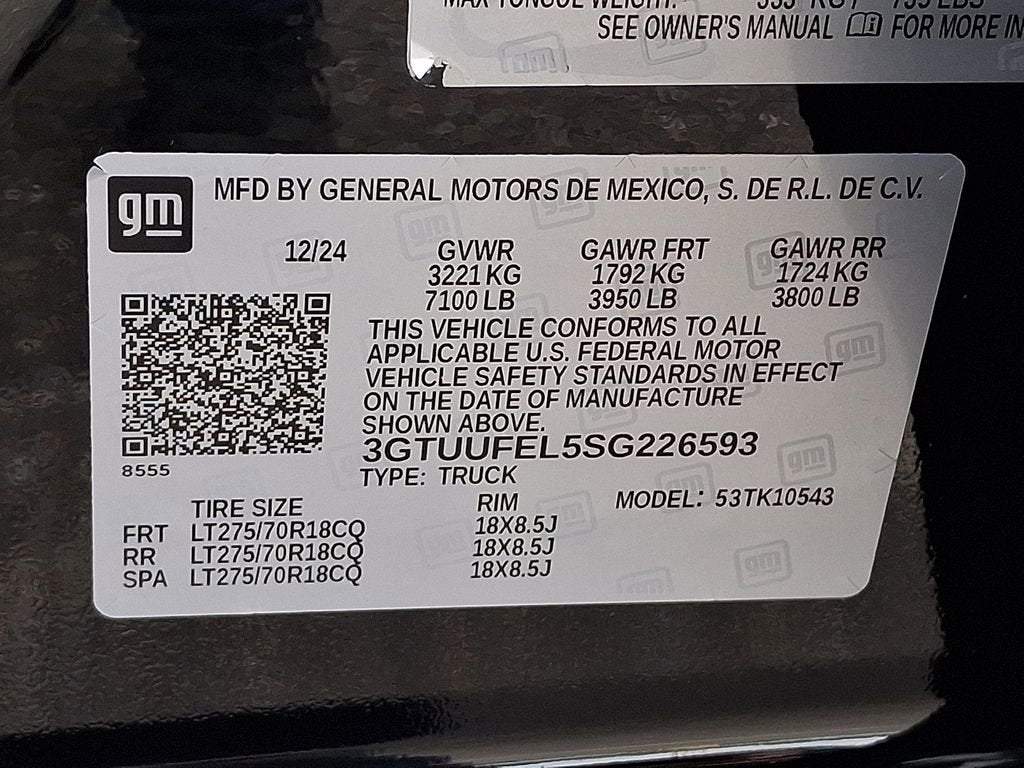 MAX TONGUE WEIGHT:
SEE OWNER'S MANUAL FOR MORE IN
gm
MFD BY GENERAL MOTORS DE MEXICO, S. DE R.L. DE C.V.
12/24 GVWR GAWR FRT GAWR RR
3221 KG 1792 KG 1724 KG
7100 LB 3950 LB 3800 LB
THIS VEHICLE CONFORMS TO ALL
APPLICABLE U.S. FEDERAL MOTOR
VEHICLE SAFETY STANDARDS IN EFFECT
ON THE DATE OF MANUFACTURE
SHOWN ABOVE.
3GTUUFEL5SG226593
8555
TYPE: TRUCK
TIRE SIZE RIM MODEL: 53TK10543
FRT LT275/70R18CQ 18X8.5J
RR LT275/70R18CQ 18X8.5J
SPA LT275/70R18CQ 18X8.5J